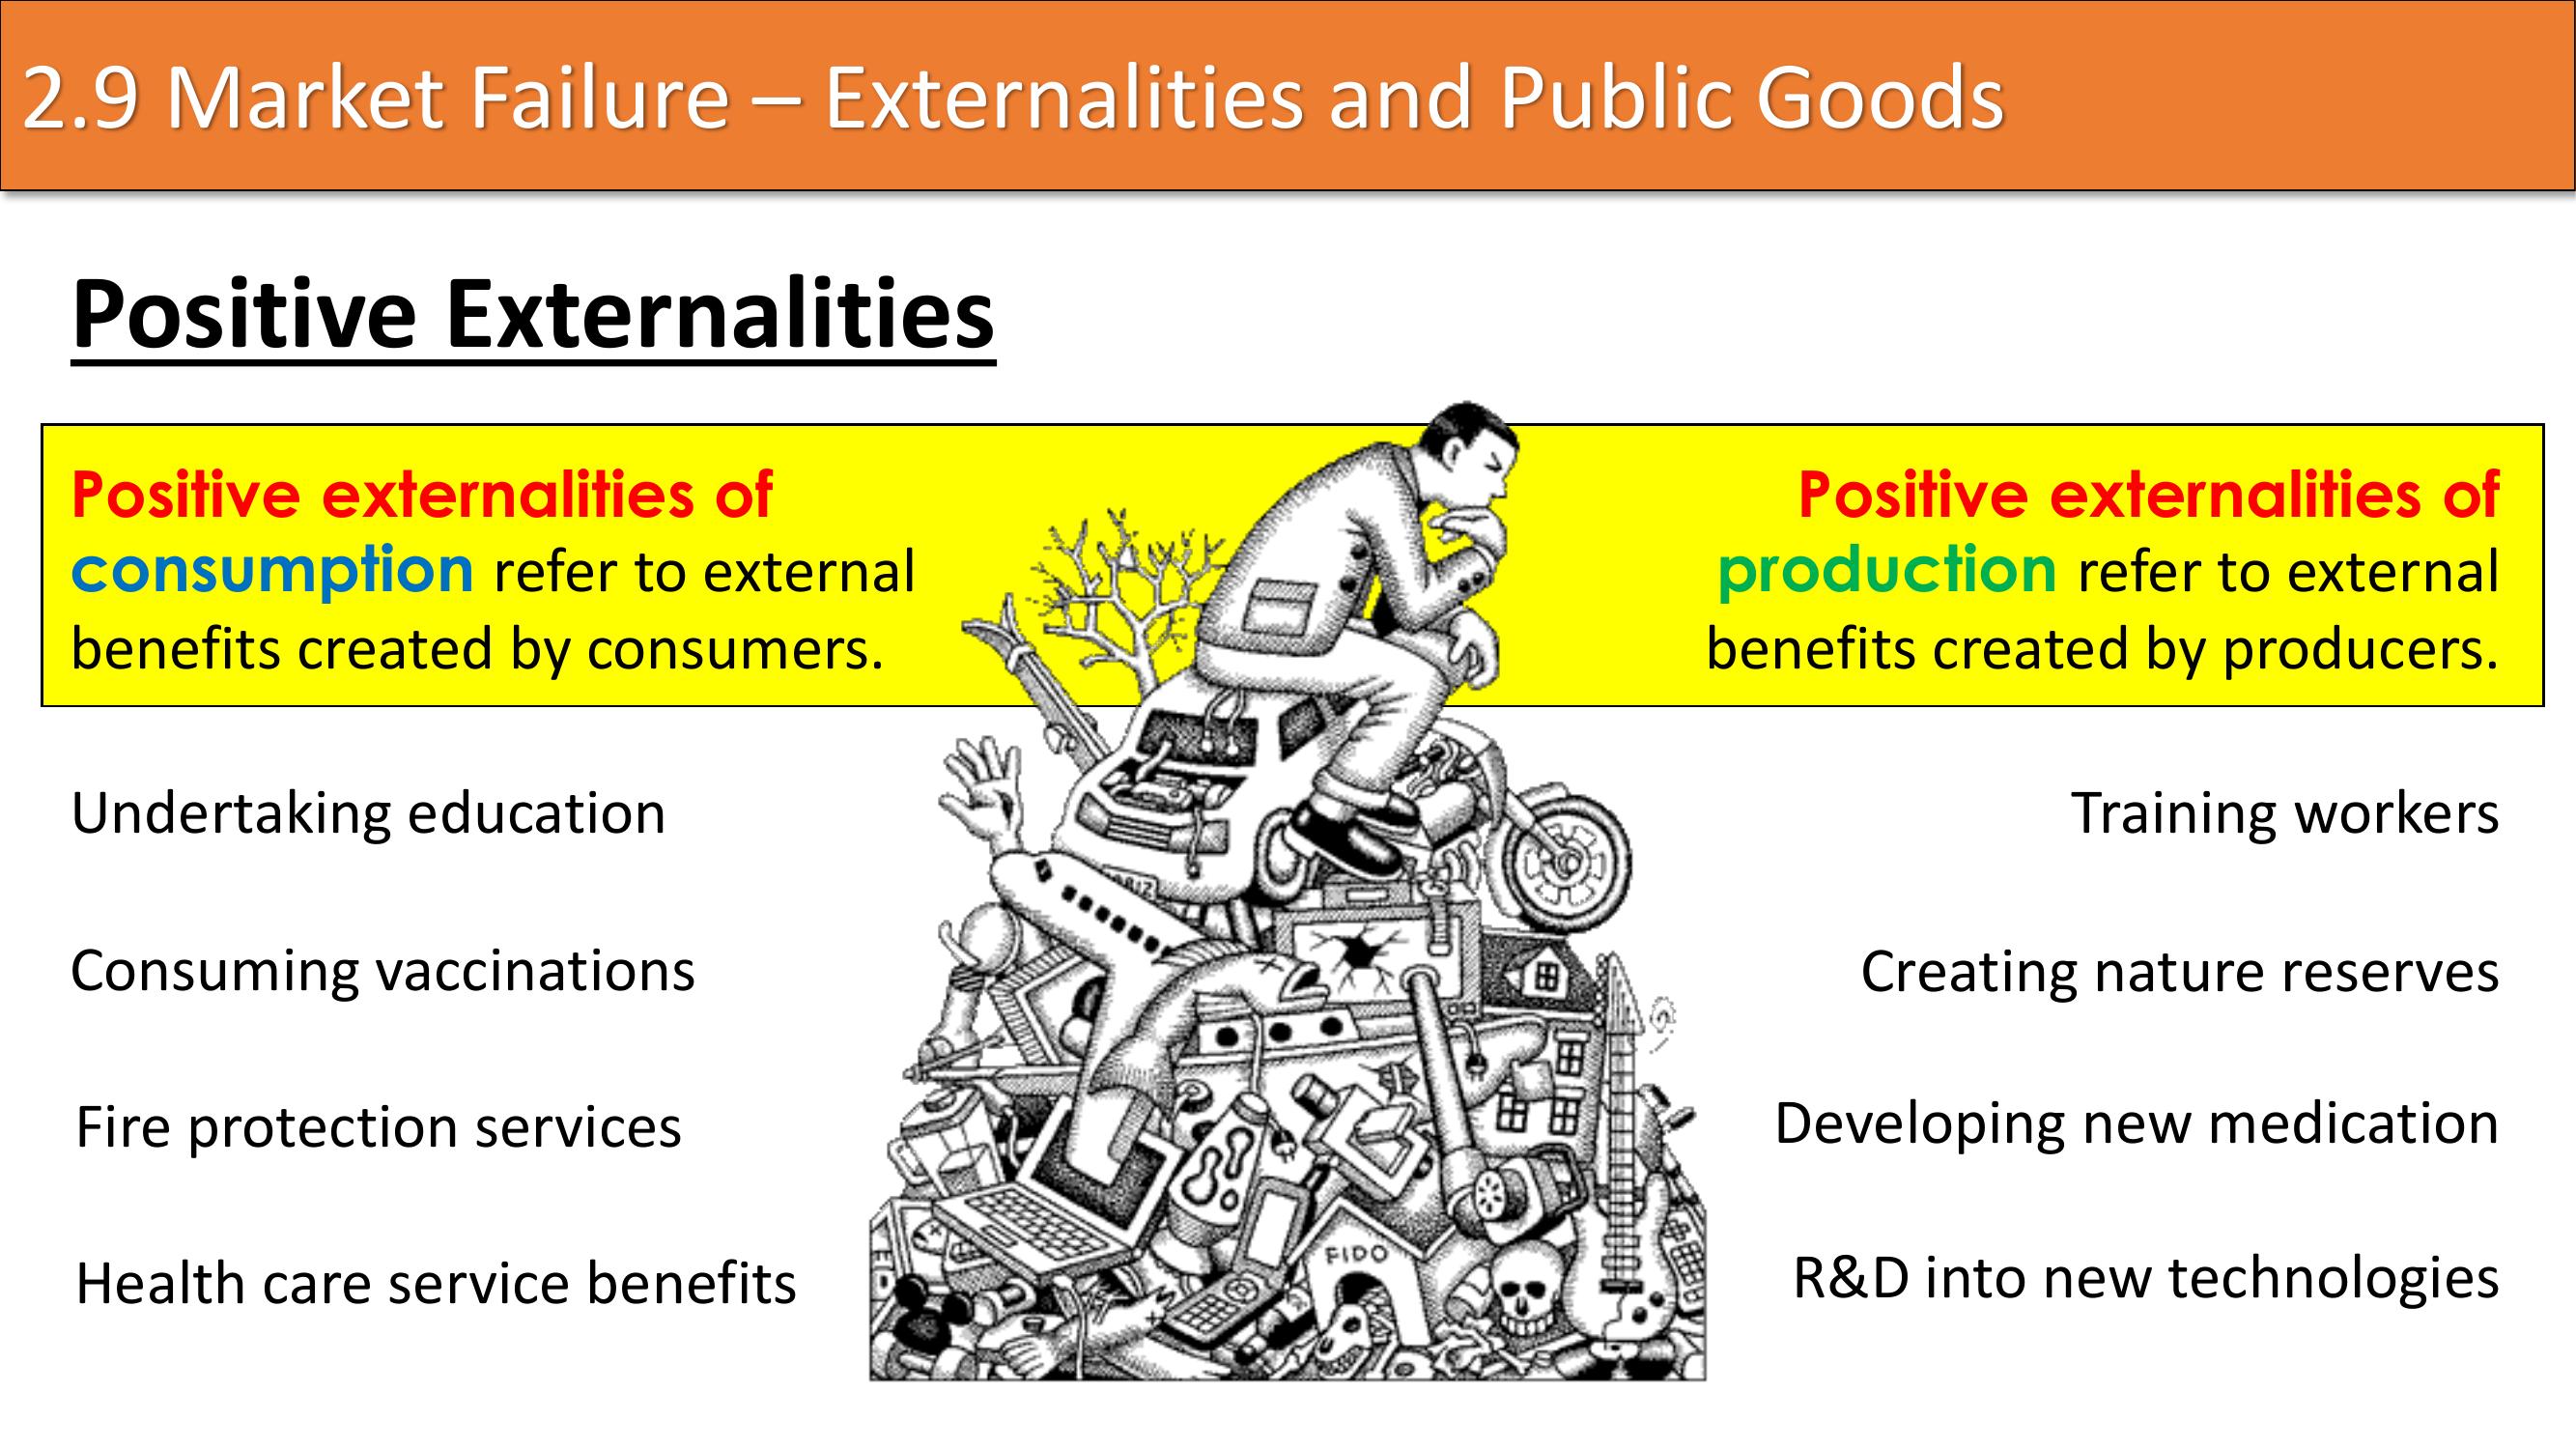 2.9 Market Failure – Externalities and Public Goods
Positive Externalities
Positive externalities of
consumption refer to external
benefits created by consumers.
Positive externalities of
production refer to external
benefits created by producers.
Undertaking education
Consuming vaccinations
Fire protection services
Health care service benefits
Training workers
Creating nature reserves
Developing new medication
R&D into new technologies
FIDO